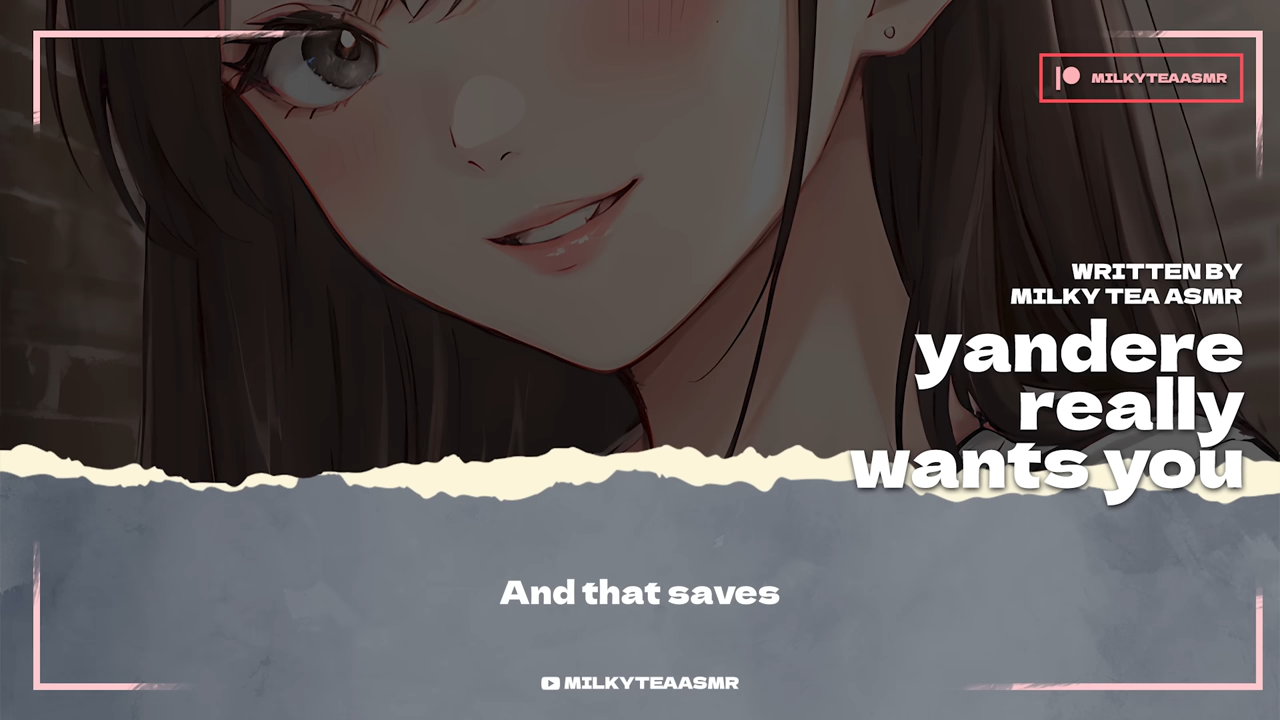 MILKYTEAASMR
WRITTEN BY
MILKY TEA ASMR
yandere
really
wants you
And that saves
MILKYTEAASMR